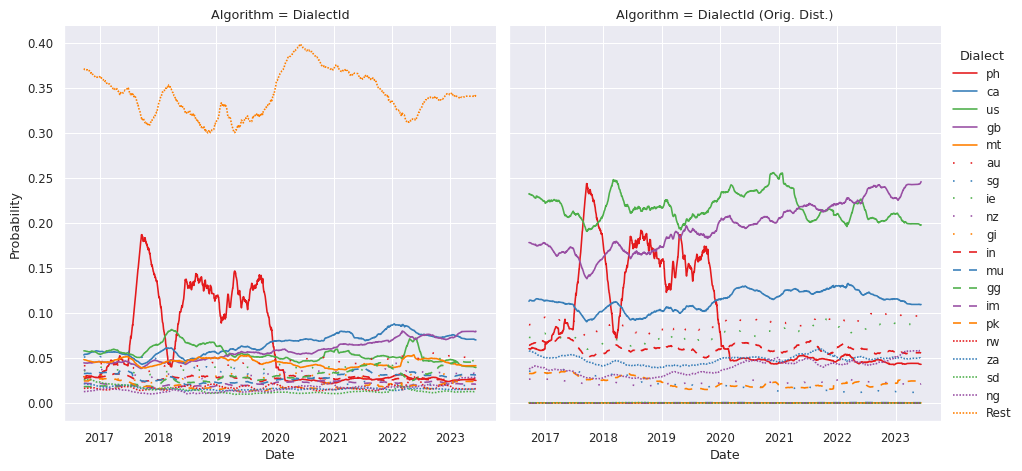 Algorithm = DialectId
Algorithm = DialectId (Orig. Dist.)
0.40
0.35
0.30
0.25
0.20
0.15
0.10
0.05
0.00
Probability
2017 2018 2019 2020 2021 2022 2023
Date
2017 2018 2019 2020 2021 2022 2023
Date
Dialect
ph
ca
us
gb
mt
au
sg
ie
nz
gi
in
mu
gg
im
pk
rw
za
sd
ng
Rest